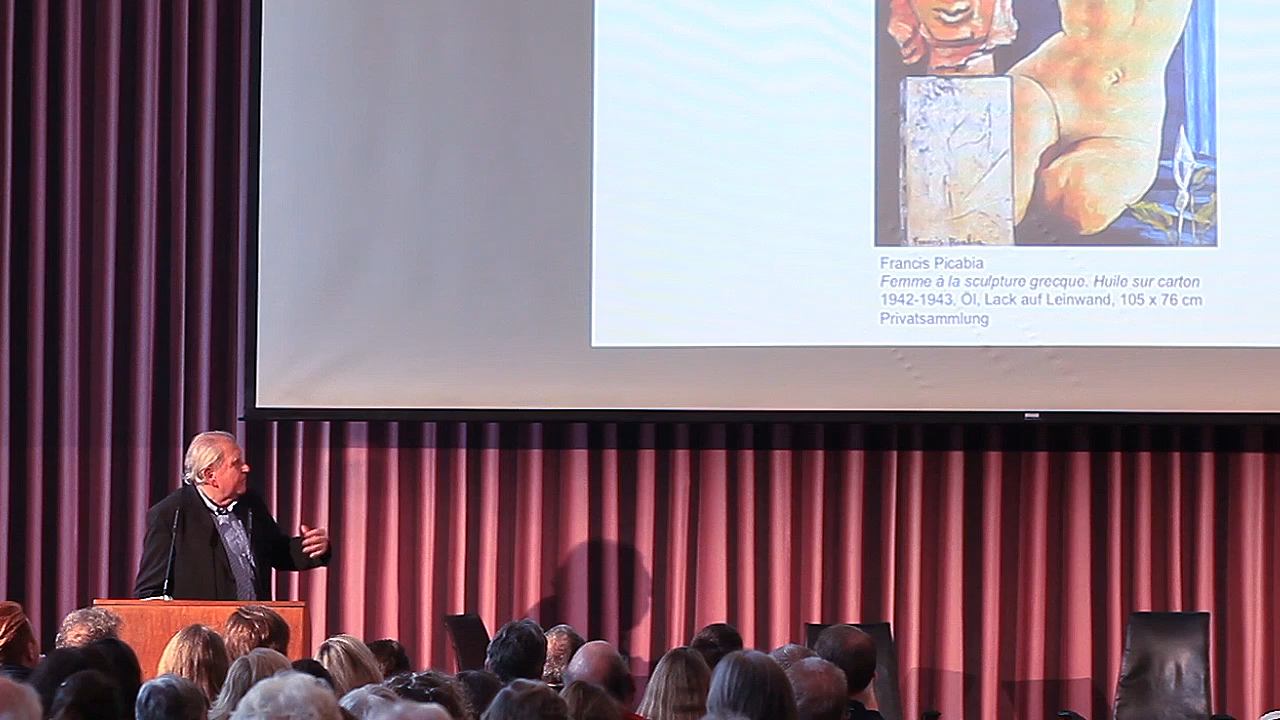 Francis Picabia
Femme à la sculpture grecque. Huile sur carton
1942-1943, Öl, Lack auf Leinwand, 105 x 76 cm
Privatsammlung